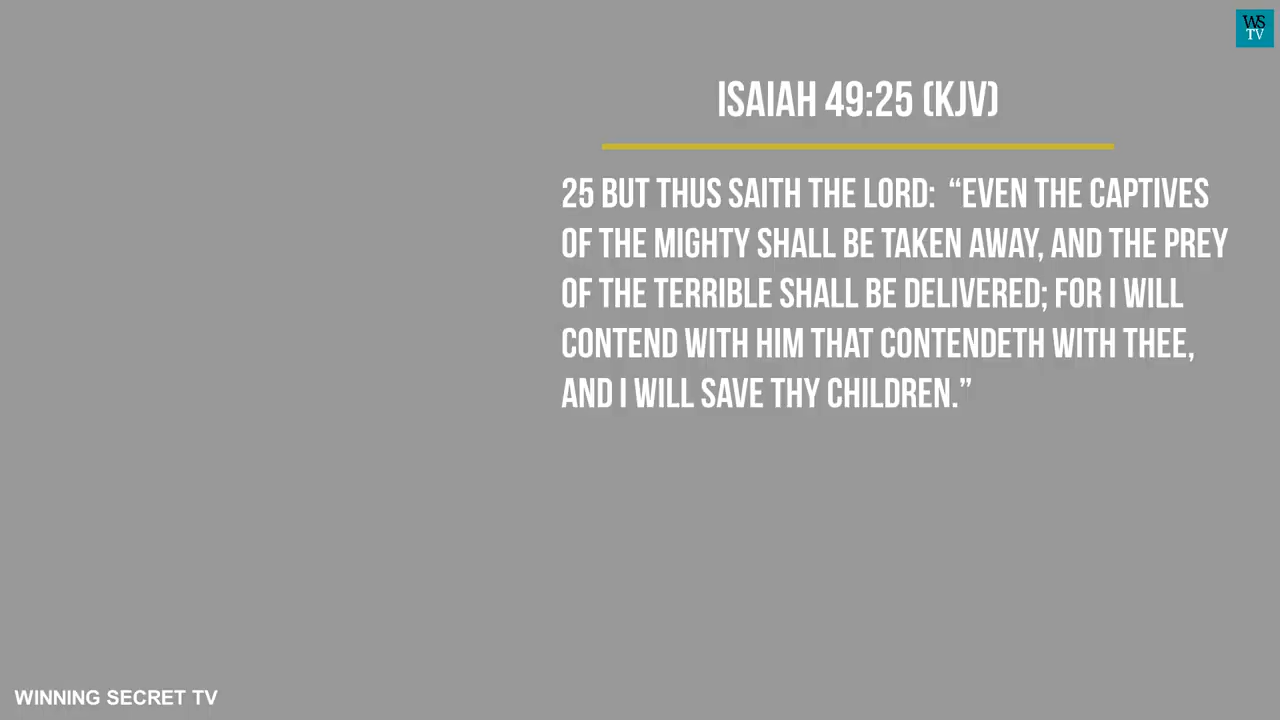 WS
TV
ISAIAH 49:25 (KJV)
25 BUT THUS SAITH THE LORD: “EVEN THE CAPTIVES
OF THE MIGHTY SHALL BE TAKEN AWAY, AND THE PREY
OF THE TERRIBLE SHALL BE DELIVERED; FOR I WILL
CONTEND WITH HIM THAT CONTENDETH WITH THEE,
AND I WILL SAVE THY CHILDREN.”
WINNING SECRET TV